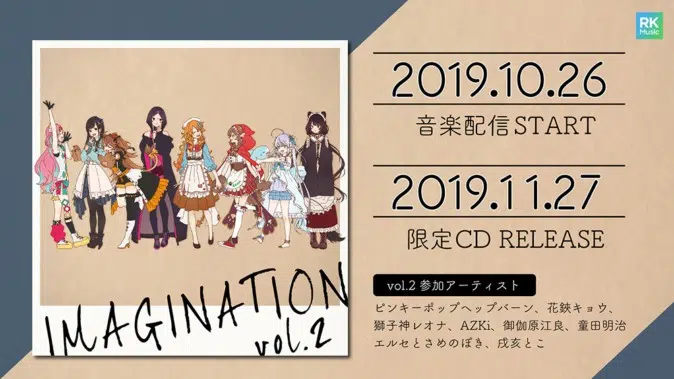 RK
Music
2019.10.26
音楽配信START
2019.11.27
限定CD RELEASE
vol.2 参加アーティスト
ピンキーポップヘップバーン、花鋏キョウ、
獅子神レオナ、AZKi、御伽原江良、童田明治
エルセとさめのぽき、戌亥とこ
IMAGINATION
vol.2